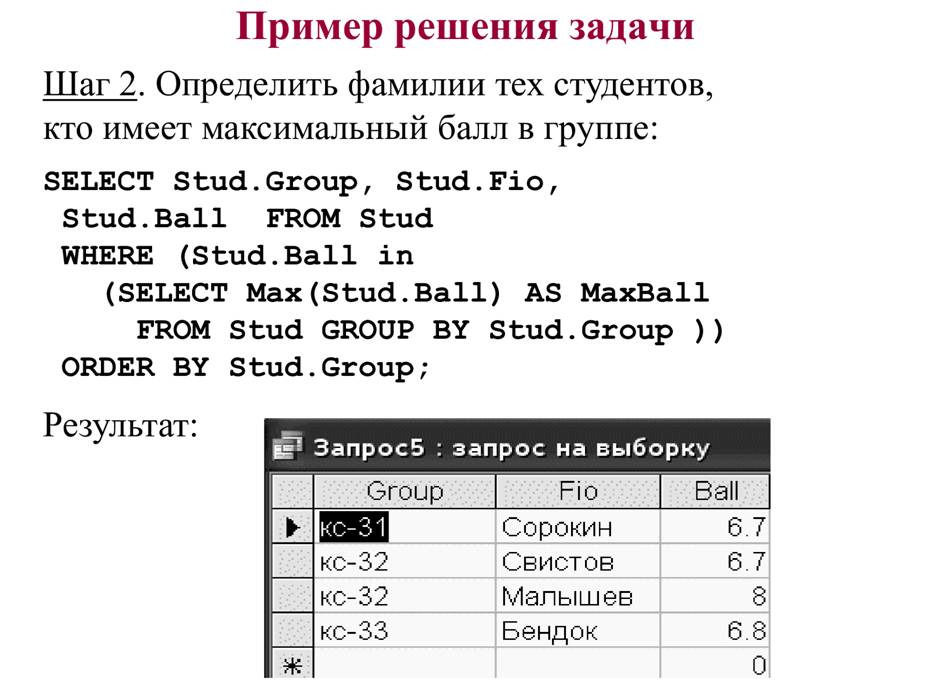 Пример решения задачи
Шаг 2. Определить фамилии тех студентов,
кто имеет максимальный балл в группе:
SELECT Stud.Group, Stud.Fio,
Stud.Ball FROM Stud
WHERE (Stud.Ball in
(SELECT Max(Stud.Ball) AS MaxBall
FROM Stud GROUP BY Stud.Group ))
ORDER BY Stud.Group;
Результат:
Запрос5 : запрос на выборку
Group Fio Ball
кс-31 Сорокин 6.7
кс-32 Свистов 6.7
кс-32 Малышев 8
кс-33 Бендок 6.8
0